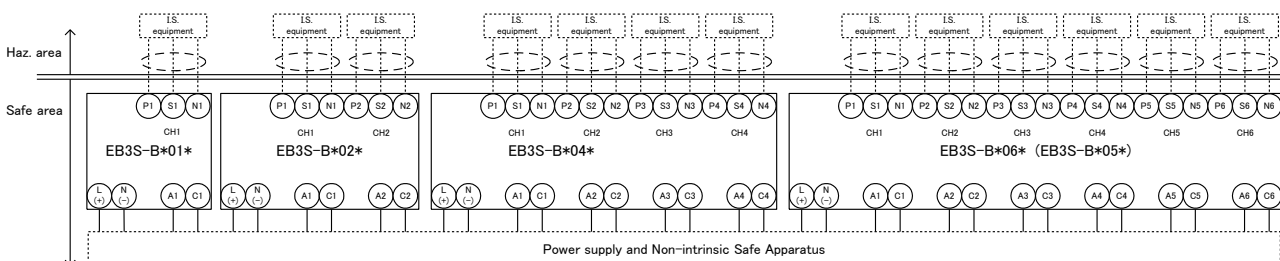 I.S. equipment I.S. equipment I.S. equipment I.S. equipment I.S. equipment I.S. equipment I.S. equipment I.S. equipment I.S. equipment I.S. equipment I.S. equipment I.S. equipment I.S. equipment
Haz. area
Safe area
P1 S1 N1 P1 S1 N1 P2 S2 N2 P1 S1 N1 P2 S2 N2 P3 S3 N3 P4 S4 N4 P1 S1 N1 P2 S2 N2 P3 S3 N3 P4 S4 N4 P5 S5 N5 P6 S6 N6
CH1 CH1 CH2 CH1 CH2 CH3 CH4 CH1 CH2 CH3 CH4 CH5 CH6
EB3S-B*01* EB3S-B*02* EB3S-B*04* EB3S-B*06* (EB3S-B*05*)
L (+) N (-) A1 C1 L (+) N (-) A1 C1 A2 C2 L (+) N (-) A1 C1 A2 C2 A3 C3 A4 C4 L (+) N (-) A1 C1 A2 C2 A3 C3 A4 C4 A5 C5 A6 C6
Power supply and Non-intrinsic Safe Apparatus